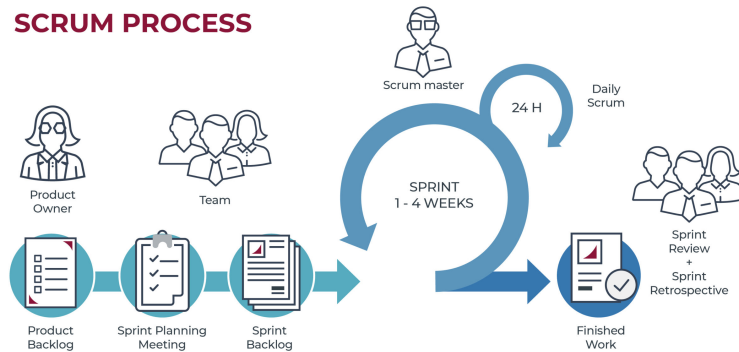 SCRUM PROCESS
Scrum master
24 H
Daily
Scrum
Product
Owner
Team
SPRINT
1 - 4 WEEKS
Sprint
Review
+
Sprint
Retrospective
Product
Backlog
Sprint Planning
Meeting
Sprint
Backlog
Finished
Work